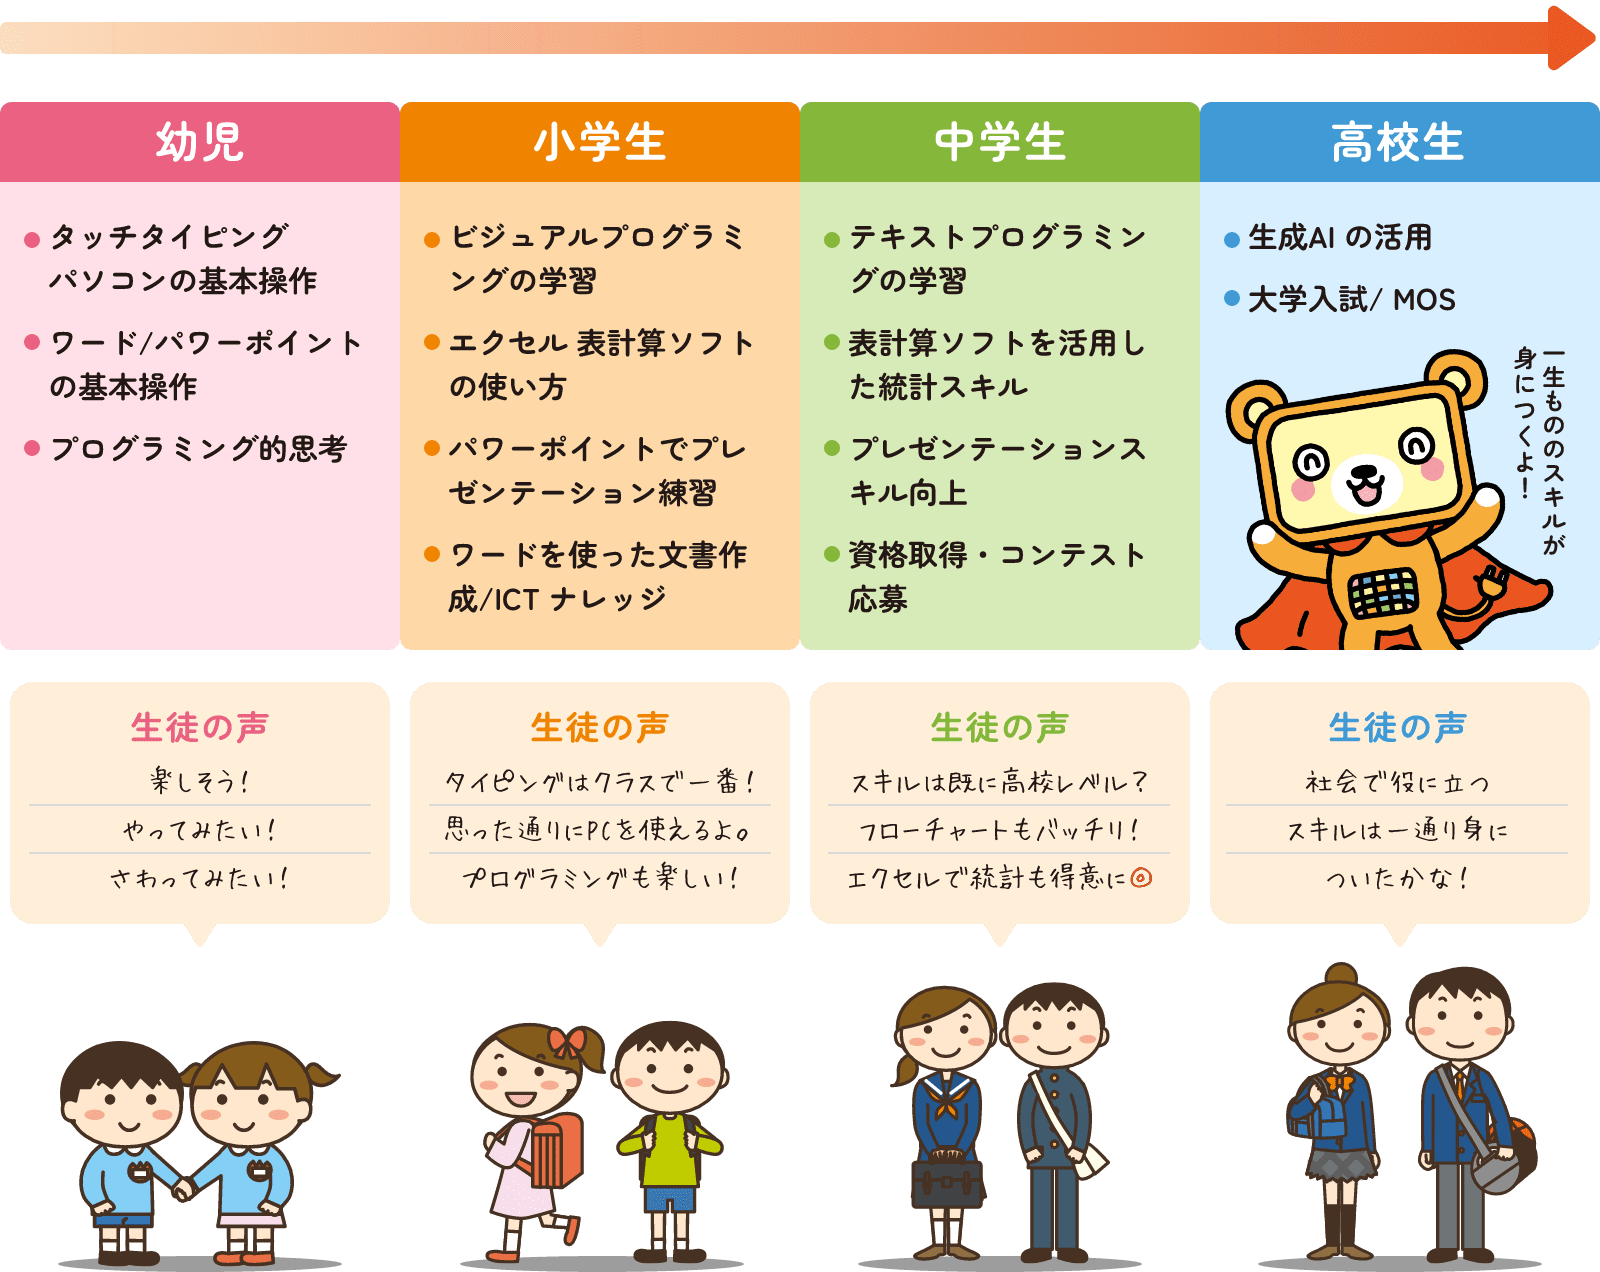 幼児
タッチタイピング
パソコンの基本操作
ワード/パワーポイント
の基本操作
プログラミング的思考
小学生
ビジュアルプログラミ
ングの学習
エクセル 表計算ソフト
の使い方
パワーポイントでプレ
ゼンテーション練習
ワードを使った文書作
成/ICT ナレッジ
中学生
テキストプログラミン
グの学習
表計算ソフトを活用し
た統計スキル
プレゼンテーションス
キル向上
資格取得・コンテスト
応募
高校生
生成AI の活用
大学入試/ MOS
一生もののスキルが
身につくよ！
生徒の声
楽しそう！
やってみたい！
さわってみたい！
生徒の声
タイピングはクラスで一番！
思った通りにPCを使えるよ。
プログラミングも楽しい！
生徒の声
スキルは既に高校レベル？
フローチャートもバッチリ！
エクセルで統計も得意に◎
生徒の声
社会で役に立つ
スキルは一通り身に
ついたかな！